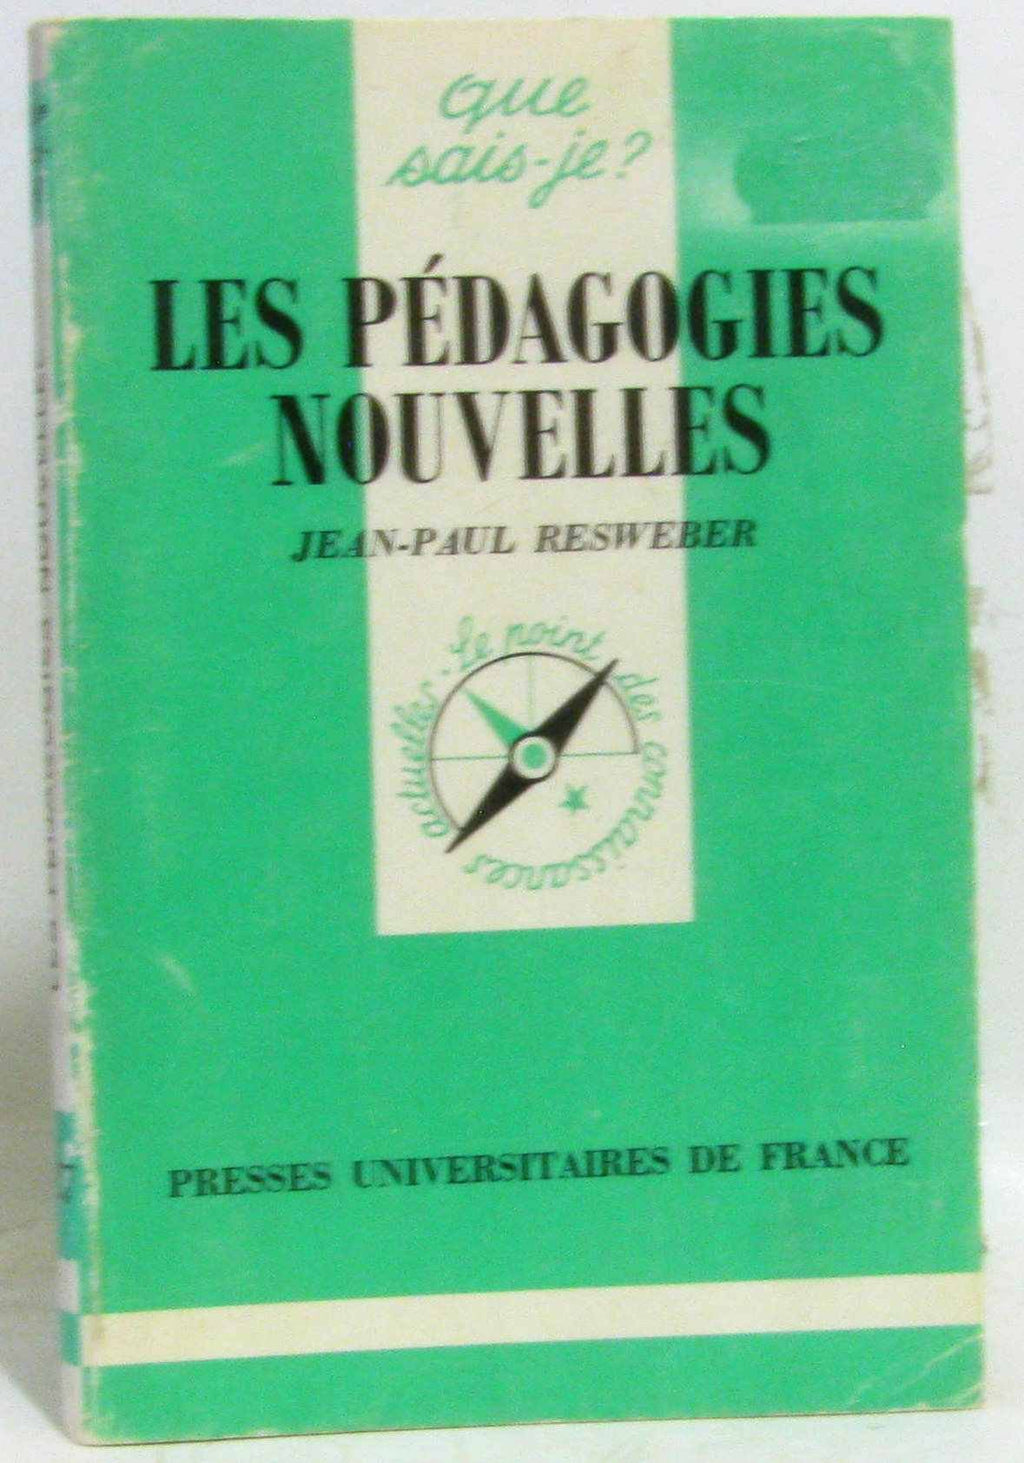 que
sais-je?
LES PÉDAGOGIES
NOUVELLES
JEAN-PAUL RESWEBER
Le point des connaissances actuelles
PRESSES UNIVERSITAIRES DE FRANCE